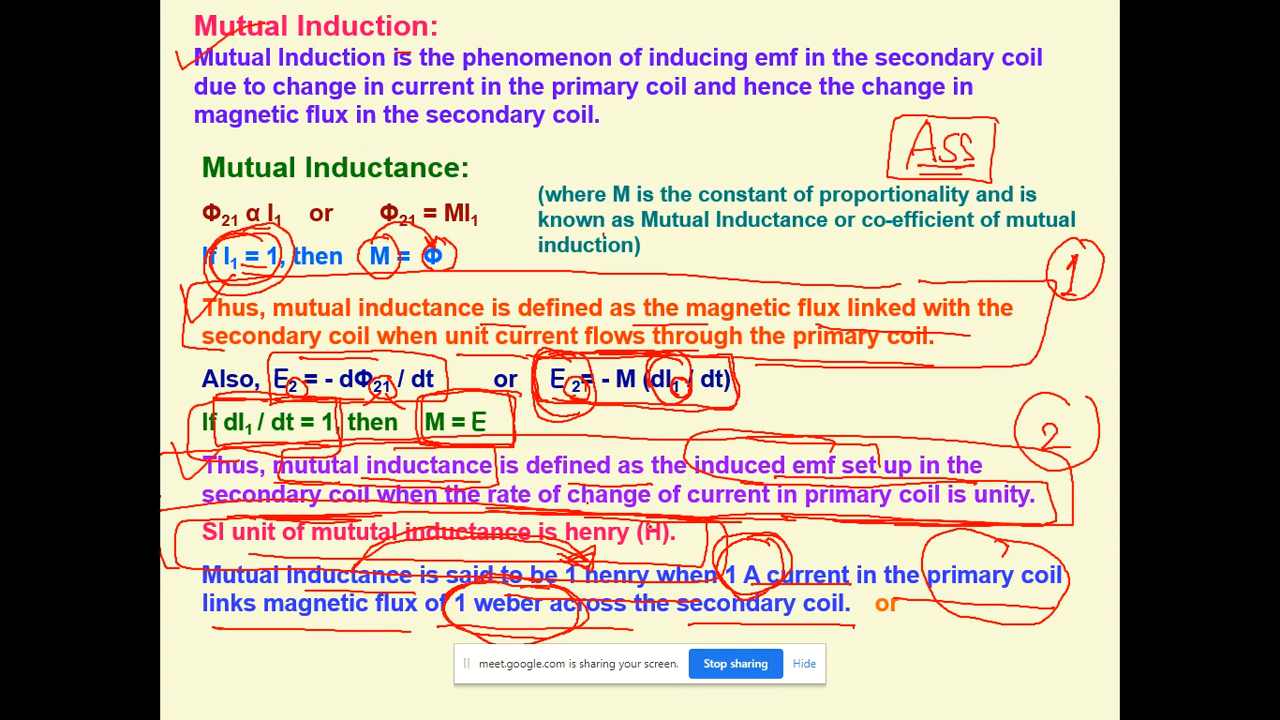 Mutual Induction:
Mutual Induction is the phenomenon of inducing emf in the secondary coil
due to change in current in the primary coil and hence the change in
magnetic flux in the secondary coil.
Ass
Mutual Inductance:
Φ21 α I1 or Φ21 = MI1
(where M is the constant of proportionality and is
known as Mutual Inductance or co-efficient of mutual
induction)
If I1 = 1, then M = Φ
1
Thus, mutual inductance is defined as the magnetic flux linked with the
secondary coil when unit current flows through the primary coil.
Also, E2 = - dΦ21 / dt or E2 = - M (dI1 / dt)
If dI1 / dt = 1, then M = E
2
Thus, mututal inductance is defined as the induced emf set up in the
secondary coil when the rate of change of current in primary coil is unity.
SI unit of mututal inductance is henry (H).
Mutual inductance is said to be 1 henry when 1 A current in the primary coil
links magnetic flux of 1 weber across the secondary coil. or
meet.google.com is sharing your screen. Stop sharing Hide